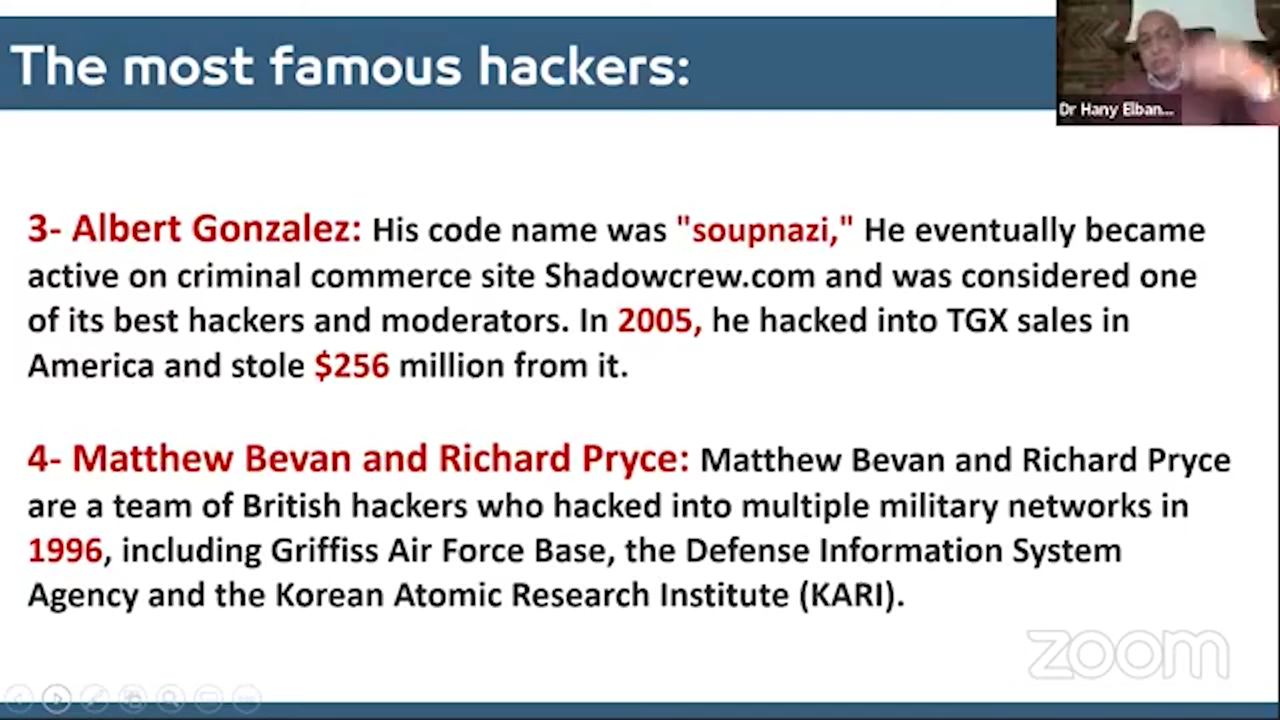 The most famous hackers:
Dr Hany Elban...
3- Albert Gonzalez: His code name was "soupnazi," He eventually became
active on criminal commerce site Shadowcrew.com and was considered one
of its best hackers and moderators. In 2005, he hacked into TGX sales in
America and stole $256 million from it.
4- Matthew Bevan and Richard Pryce: Matthew Bevan and Richard Pryce
are a team of British hackers who hacked into multiple military networks in
1996, including Griffiss Air Force Base, the Defense Information System
Agency and the Korean Atomic Research Institute (KARI).
zoom